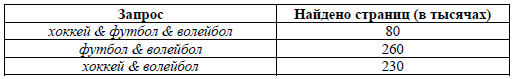 Запрос Найдено страниц (в тысячах)
хоккей & футбол & волейбол 80
футбол & волейбол 260
хоккей & волейбол 230